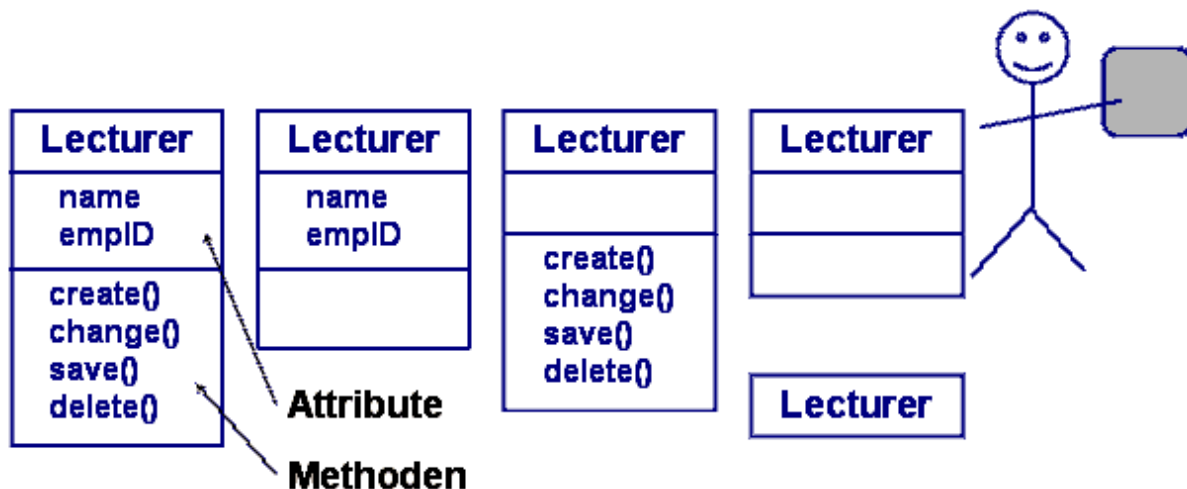 Lecturer
name
empID
create()
change()
save()
delete()
Lecturer
name
empID
Attribute
Methoden
Lecturer
create()
change()
save()
delete()
Lecturer
Lecturer